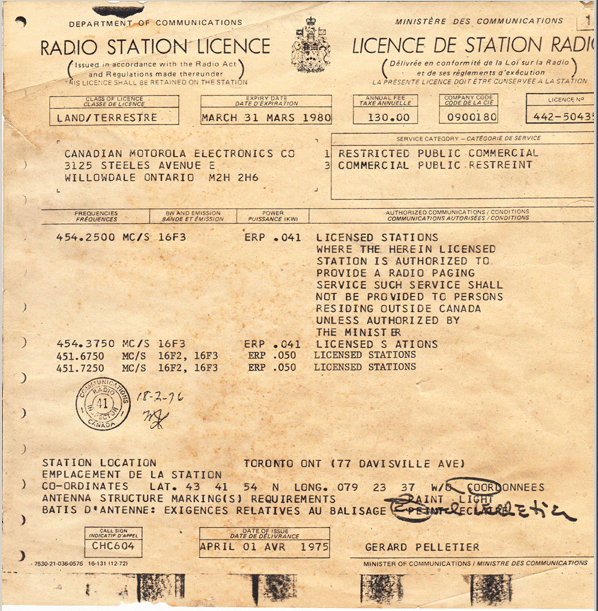 DEPARTMENT OF COMMUNICATIONS
RADIO STATION LICENCE
(Issued in accordance with the Radio Act
and Regulations made thereunder)
THIS LICENCE SHALL BE RETAINED ON THE STATION
MINISTÈRE DES COMMUNICATIONS
1
LICENCE DE STATION RADIO
(Délivrée en conformité de la Loi sur la Radio
et de ses règlements d'exécution)
LA PRÉSENTE LICENCE DOIT ÊTRE CONSERVÉE A LA STATION
CLASS OF LICENCE
CLASSE DE LICENCE
LAND/TERRESTRE
EXPIRY DATE
DATE D'EXPIRATION
MARCH 31 MARS 1980
ANNUAL FEE
TAXE ANNUELLE
130.00
COMPANY CODE
CODE DE LA CIE
0900180
LICENCE Nº
442-5043
SERVICE CATEGORY – CATÉGORIE DE SERVICE
CANADIAN MOTOROLA ELECTRONICS CO
3125 STEELES AVENUE E
WILLOWDALE ONTARIO M2H 2H6
1 RESTRICTED PUBLIC COMMERCIAL
3 COMMERCIAL PUBLIC RESTREINT
FREQUENCIES
FRÉQUENCES
BW AND EMISSION
BANDE ET ÉMISSION
POWER
PUISSANCE (KW)
AUTHORIZED COMMUNICATIONS / CONDITIONS
COMMUNICATIONS AUTORISÉES / CONDITIONS
454.2500 MC/S 16F3 ERP .041 LICENSED STATIONS
WHERE THE HEREIN LICENSED
STATION IS AUTHORIZED TO
PROVIDE A RADIO PAGING
SERVICE SUCH SERVICE SHALL
NOT BE PROVIDED TO PERSONS
RESIDING OUTSIDE CANADA
UNLESS AUTHORIZED BY
THE MINISTER
454.3750 MC/S 16F3 ERP .041 LICENSED S ATIONS
451.6750 MC/S 16F2, 16F3 ERP .050 LICENSED STATIONS
451.7250 MC/S 16F2, 16F3 ERP .050 LICENSED STATIONS
COMMUNICATIONS
RADIO
41
INSPECTOR
CANADA
18-2-76
STATION LOCATION TORONTO ONT (77 DAVISVILLE AVE)
EMPLACEMENT DE LA STATION
CO-ORDINATES LAT. 43 41 54 N LONG. 079 23 37 W/O COORDONNEES
ANTENNA STRUCTURE MARKING(S) REQUIREMENTS PAINT LIGHT
BATIS D'ANTENNE: EXIGENCES RELATIVES AU BALISAGE PEINT
Pelletier
CALL SIGN
INDICATIF D'APPEL
CHC604
DATE OF ISSUE
DATE DE DÉLIVRANCE
APRIL 01 AVR 1975
GERARD PELLETIER
7530-21-036-0576 16-131 (12-72)
MINISTER OF COMMUNICATIONS / MINISTRE DES COMMUNICATIONS